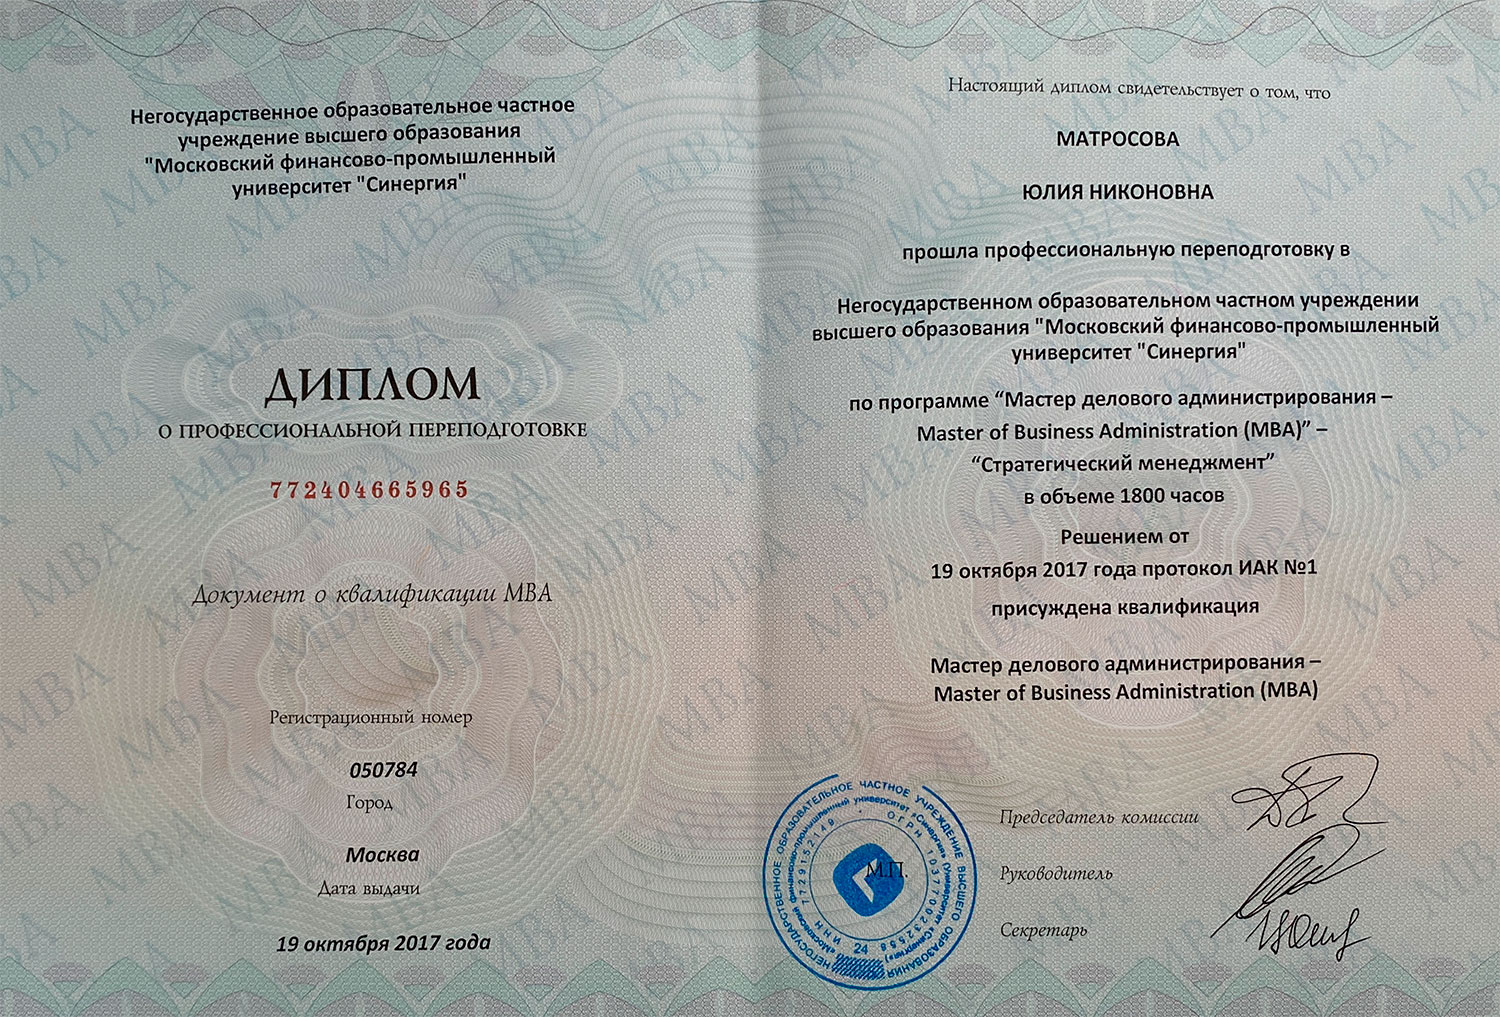 Негосударственное образовательное частное
учреждение высшего образования
"Московский финансово-промышленный
университет "Синергия"
ДИПЛОМ
О ПРОФЕССИОНАЛЬНОЙ ПЕРЕПОДГОТОВКЕ
772404665965
Документ о квалификации МВА
Регистрационный номер
050784
Город
Москва
Дата выдачи
19 октября 2017 года
Настоящий диплом свидетельствует о том, что
МАТРОСОВА
ЮЛИЯ НИКОНОВНА
прошла профессиональную переподготовку в
Негосударственном образовательном частном учреждении
высшего образования "Московский финансово-промышленный
университет "Синергия"
по программе “Мастер делового администрирования –
Master of Business Administration (MBA)” –
“Стратегический менеджмент”
в объеме 1800 часов
Решением от
19 октября 2017 года протокол ИАК №1
присуждена квалификация
Мастер делового администрирования –
Master of Business Administration (MBA)
Председатель комиссии
Руководитель
Секретарь
М.П.
НЕГОСУДАРСТВЕННОЕ ОБРАЗОВАТЕЛЬНОЕ ЧАСТНОЕ УЧРЕЖДЕНИЕ ВЫСШЕГО ОБРАЗОВАНИЯ
«Московский финансово-промышленный университет «Синергия» (Университет «Синергия»)
ОГРН 1037700232558
ИНН 7729152149
24
МВА